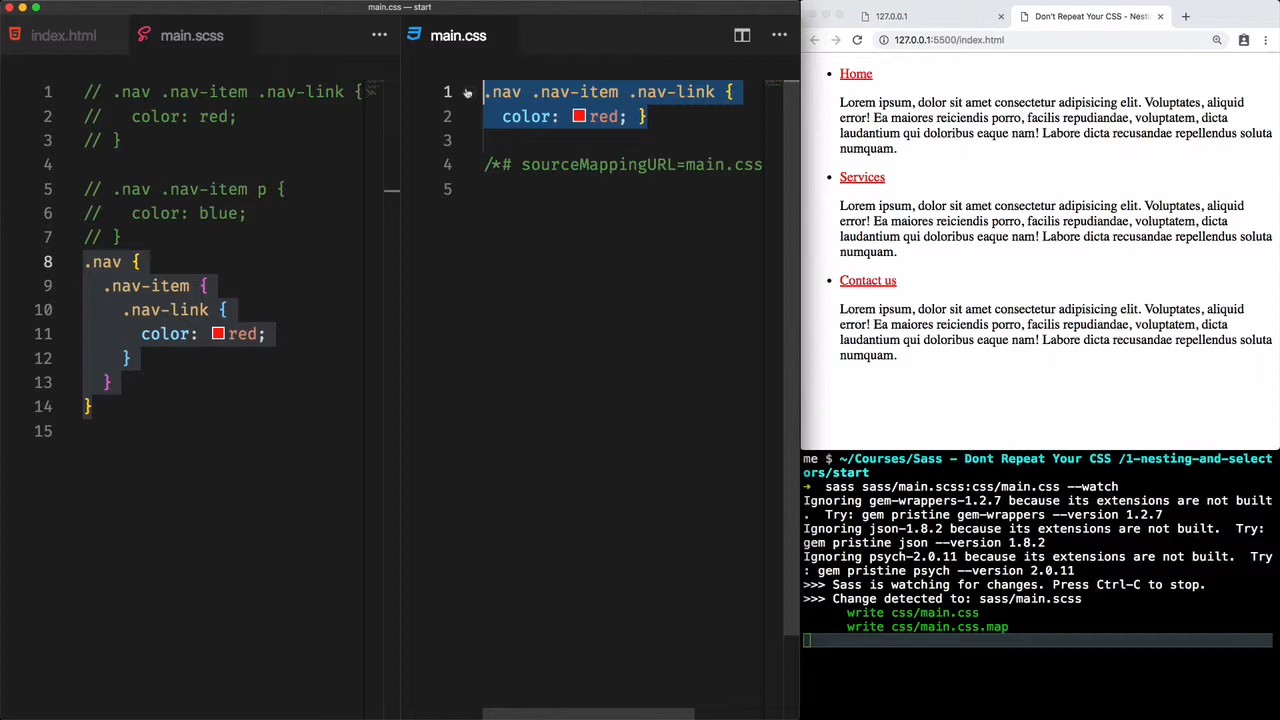 main.css — start
index.html
main.scss
1 // .nav .nav-item .nav-link {
2 // color: red;
3 // }
4
5 // .nav .nav-item p {
6 // color: blue;
7 // }
8 .nav {
9 .nav-item {
10 .nav-link {
11 color: red;
12 }
13 }
14 }
15
main.css
1 .nav .nav-item .nav-link {
2 color: red; }
3
4 /*# sourceMappingURL=main.css
5
127.0.0.1
Don't Repeat Your CSS - Nestin
127.0.0.1:5500/index.html
• Home
Lorem ipsum, dolor sit amet consectetur adipisicing elit. Voluptates, aliquid
error! Ea maiores reiciendis porro, facilis repudiandae, voluptatem, dicta
laudantium qui doloribus eaque nam! Labore dicta recusandae repellendus soluta
numquam.
• Services
Lorem ipsum, dolor sit amet consectetur adipisicing elit. Voluptates, aliquid
error! Ea maiores reiciendis porro, facilis repudiandae, voluptatem, dicta
laudantium qui doloribus eaque nam! Labore dicta recusandae repellendus soluta
numquam.
• Contact us
Lorem ipsum, dolor sit amet consectetur adipisicing elit. Voluptates, aliquid
error! Ea maiores reiciendis porro, facilis repudiandae, voluptatem, dicta
laudantium qui doloribus eaque nam! Labore dicta recusandae repellendus soluta
numquam.
me $ ~/Courses/Sass - Dont Repeat Your CSS /1-nesting-and-select
ors/start
➜ sass sass/main.scss:css/main.css --watch
Ignoring gem-wrappers-1.2.7 because its extensions are not built
. Try: gem pristine gem-wrappers --version 1.2.7
Ignoring json-1.8.2 because its extensions are not built. Try:
gem pristine json --version 1.8.2
Ignoring psych-2.0.11 because its extensions are not built. Try
: gem pristine psych --version 2.0.11
>>> Sass is watching for changes. Press Ctrl-C to stop.
>>> Change detected to: sass/main.scss
write css/main.css
write css/main.css.map